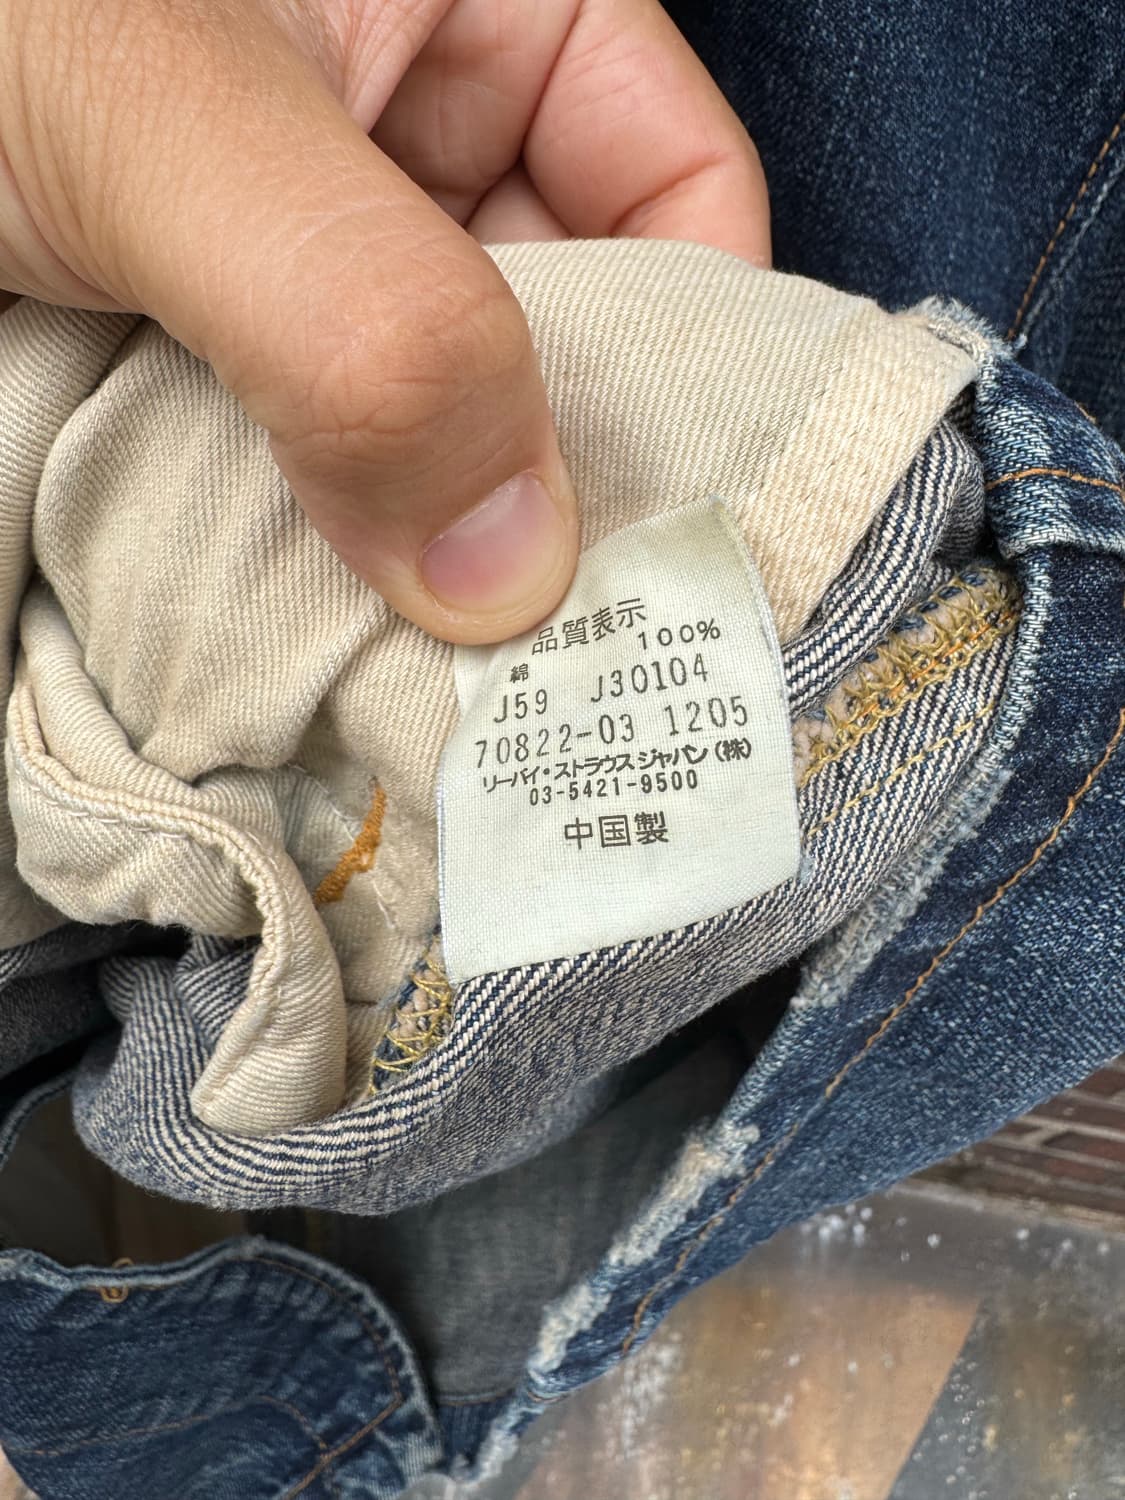 品質表示
綿 100%
J59 J30104
70822-03 1205
リーバイ・ストラウス ジャパン(株)
03-5421-9500
中国製